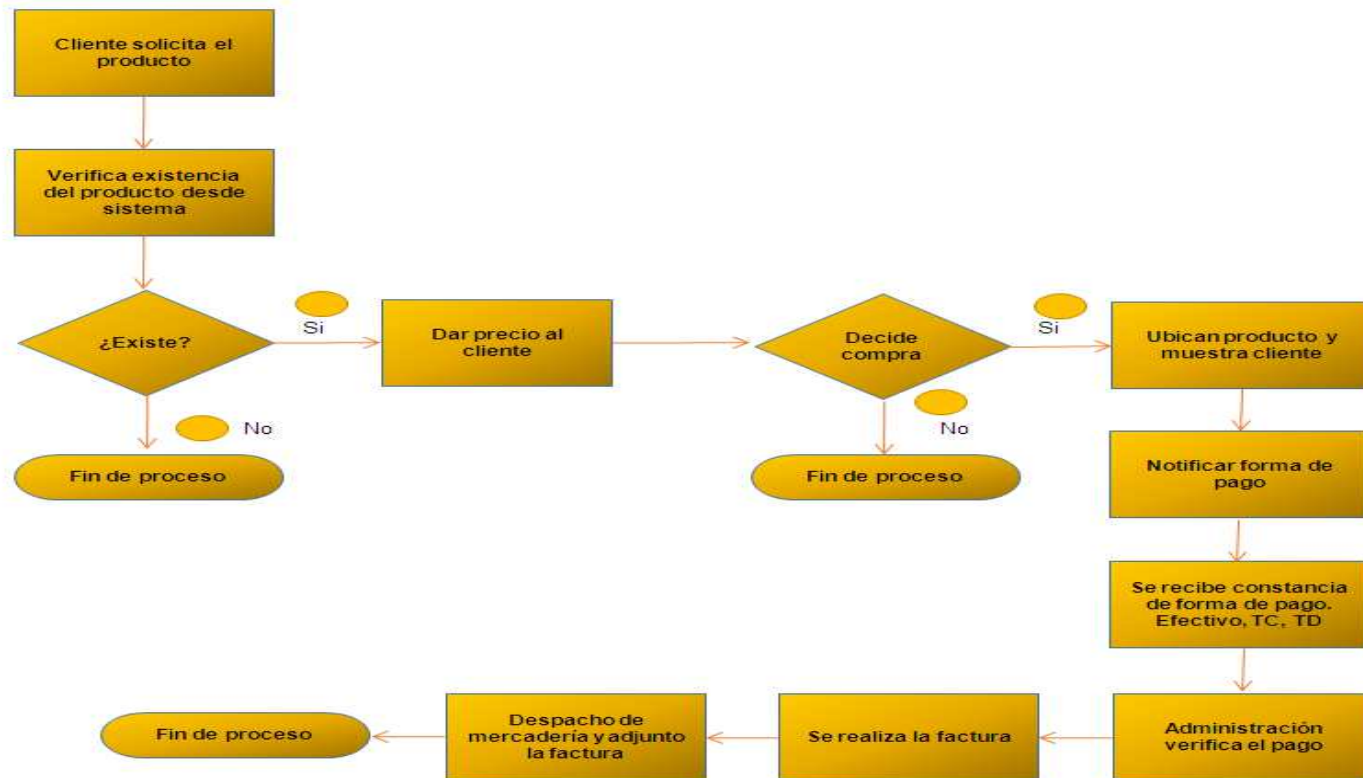 Cliente solicita el
producto
Verifica existencia
del producto desde
sistema
¿Existe?
Si
Dar precio al
cliente
Decide
compra
Si
Ubican producto y
muestra cliente
No
Fin de proceso
No
Fin de proceso
Notificar forma de
pago
Se recibe constancia
de forma de pago.
Efectivo, TC, TD
Administración
verifica el pago
Se realiza la factura
Despacho de
mercadería y adjunto
la factura
Fin de proceso